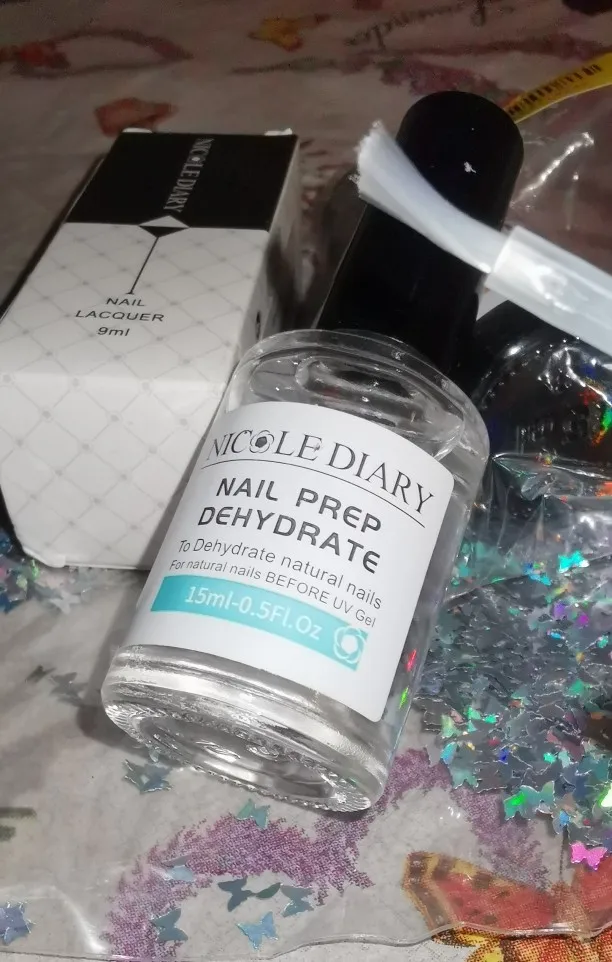 NICOLE DIARY
NAIL
LACQUER
9ml
NICOLE DIARY
NAIL PREP
DEHYDRATE
To Dehydrate natural nails
For natural nails BEFORE UV Gel
15ml-0.5Fl.Oz